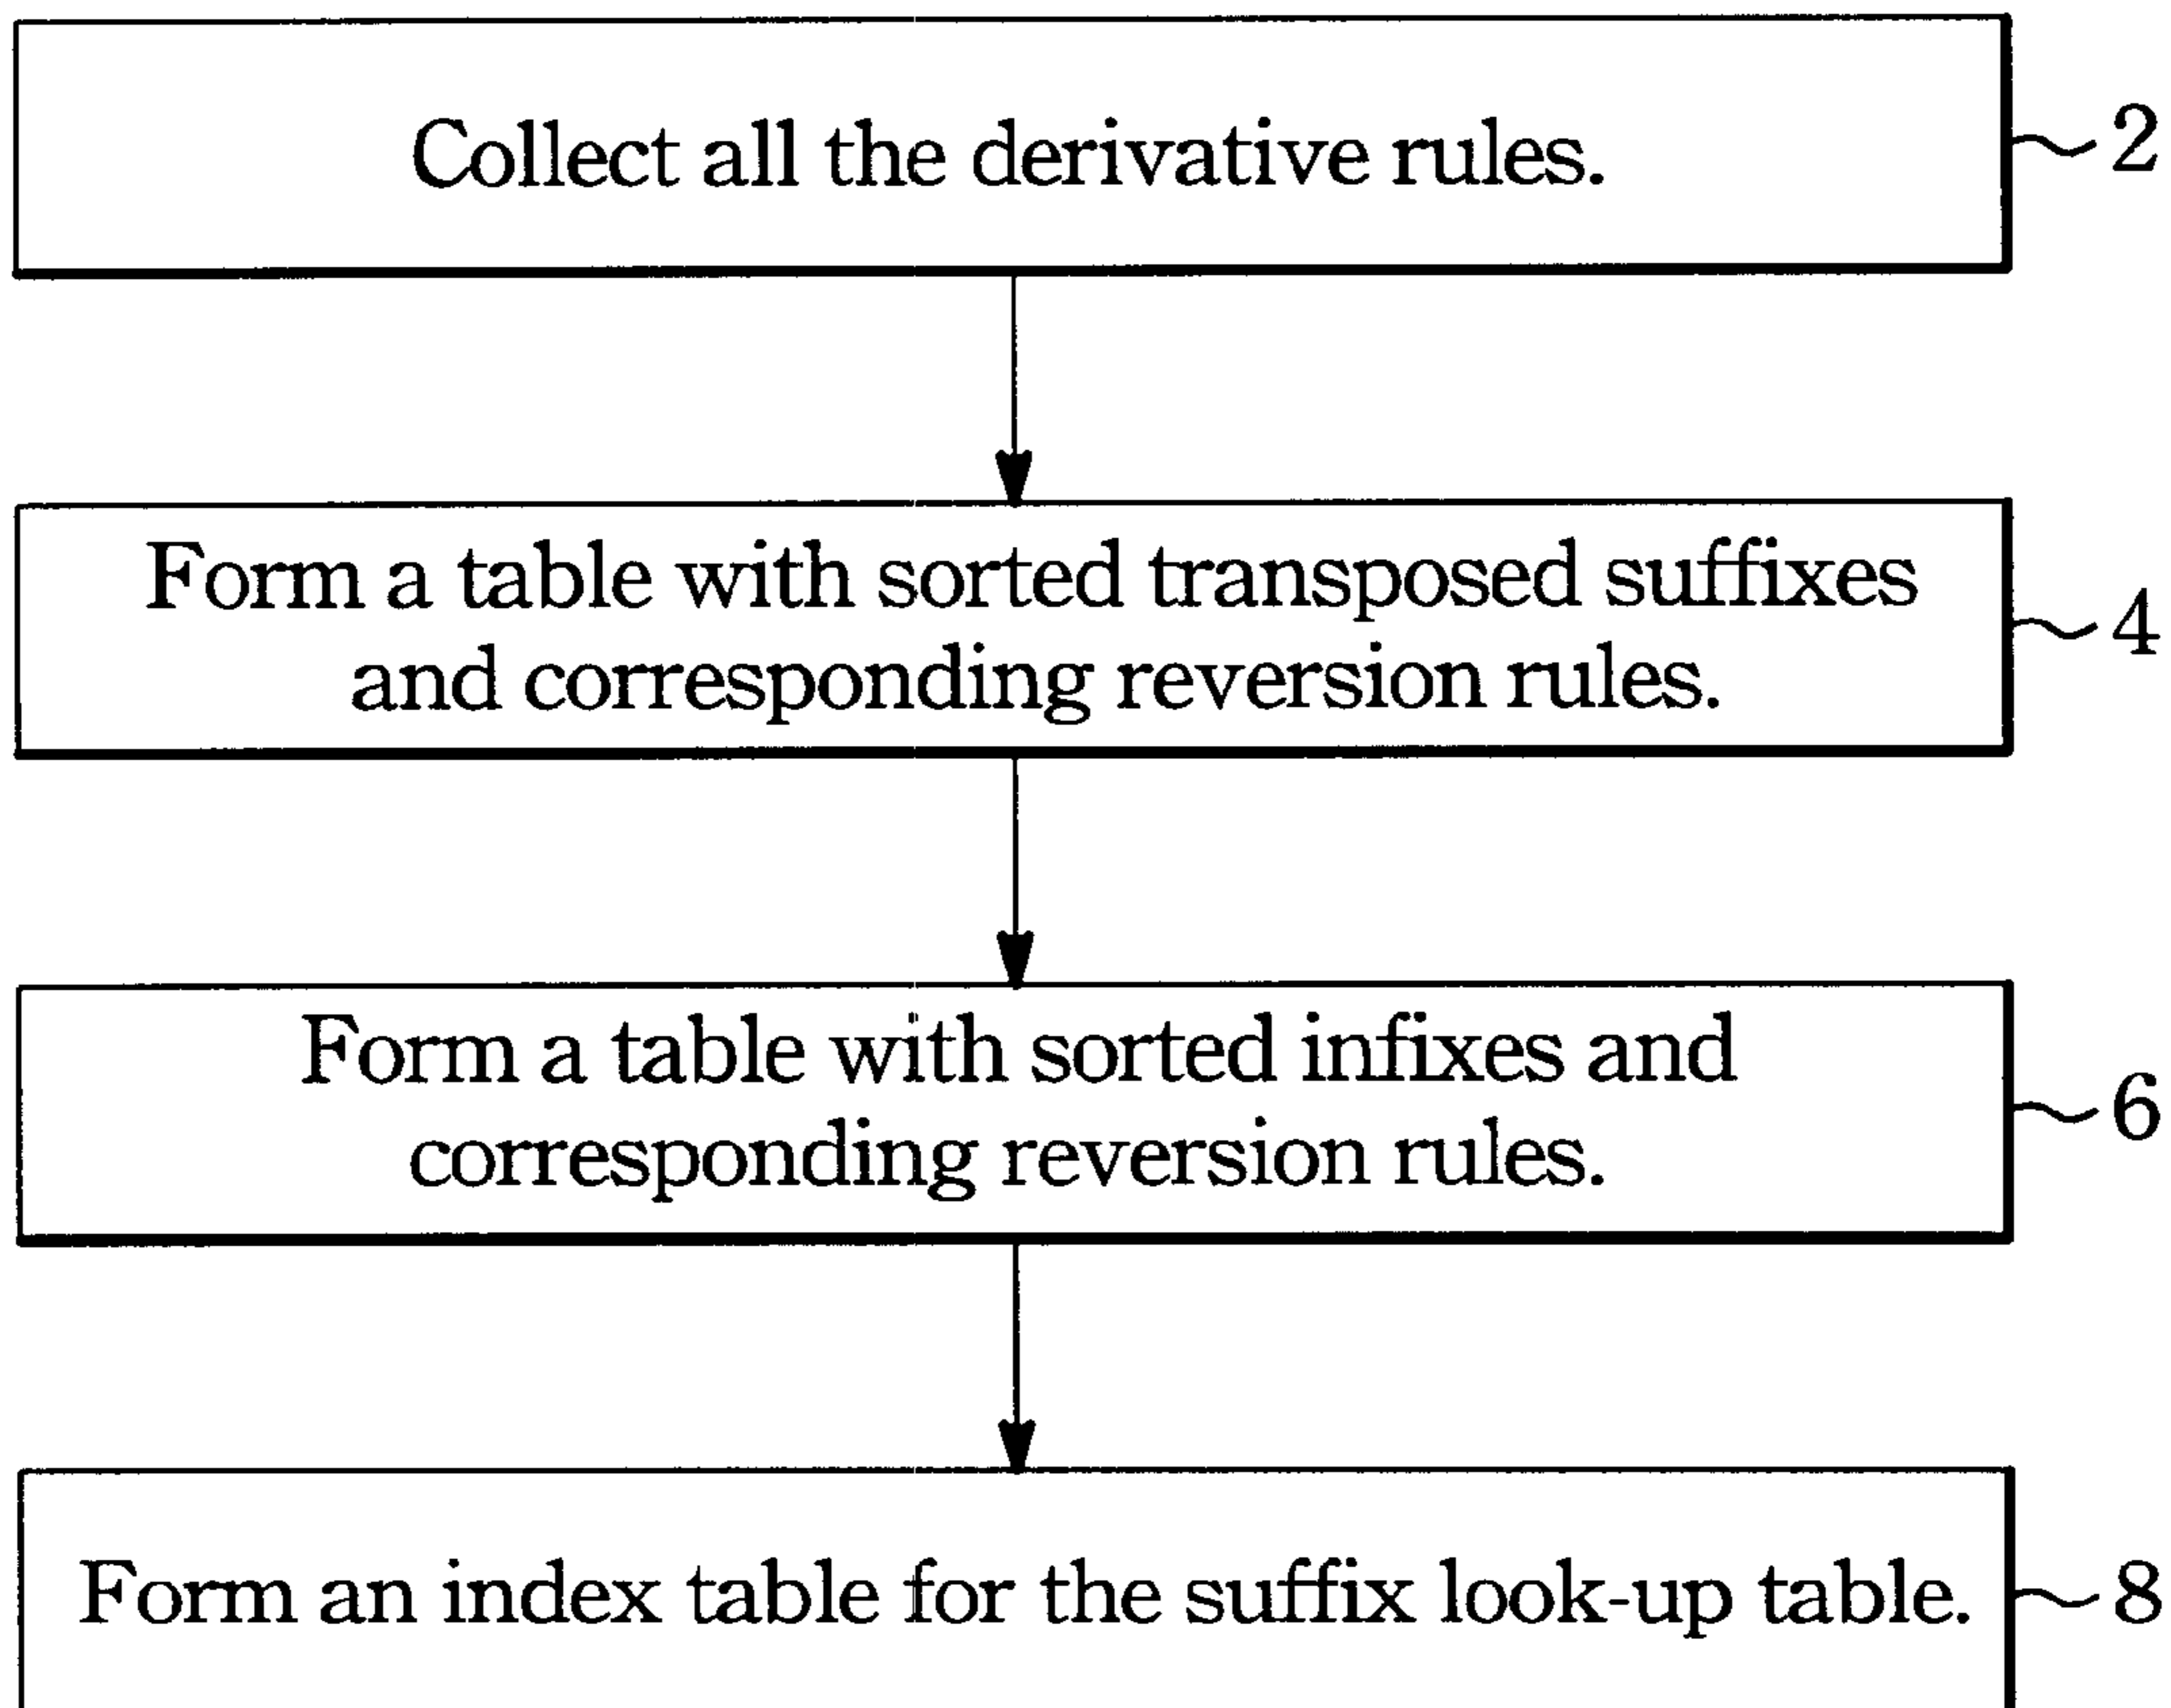 Collect all the derivative rules.
2
Form a table with sorted transposed suffixes
and corresponding reversion rules.
4
Form a table with sorted infixes and
corresponding reversion rules.
6
Form an index table for the suffix look-up table.
8